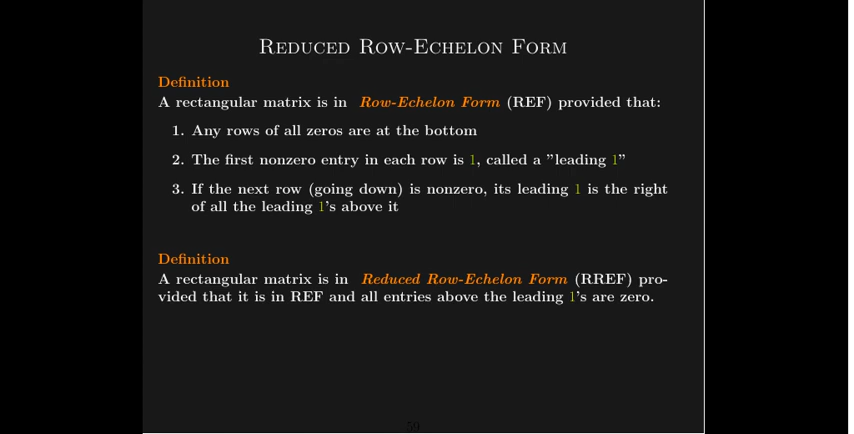 Reduced Row-Echelon Form
Definition
A rectangular matrix is in Row-Echelon Form (REF) provided that:
1. Any rows of all zeros are at the bottom
2. The first nonzero entry in each row is 1, called a ”leading 1”
3. If the next row (going down) is nonzero, its leading 1 is the right
of all the leading 1’s above it
Definition
A rectangular matrix is in Reduced Row-Echelon Form (RREF) pro-
vided that it is in REF and all entries above the leading 1’s are zero.